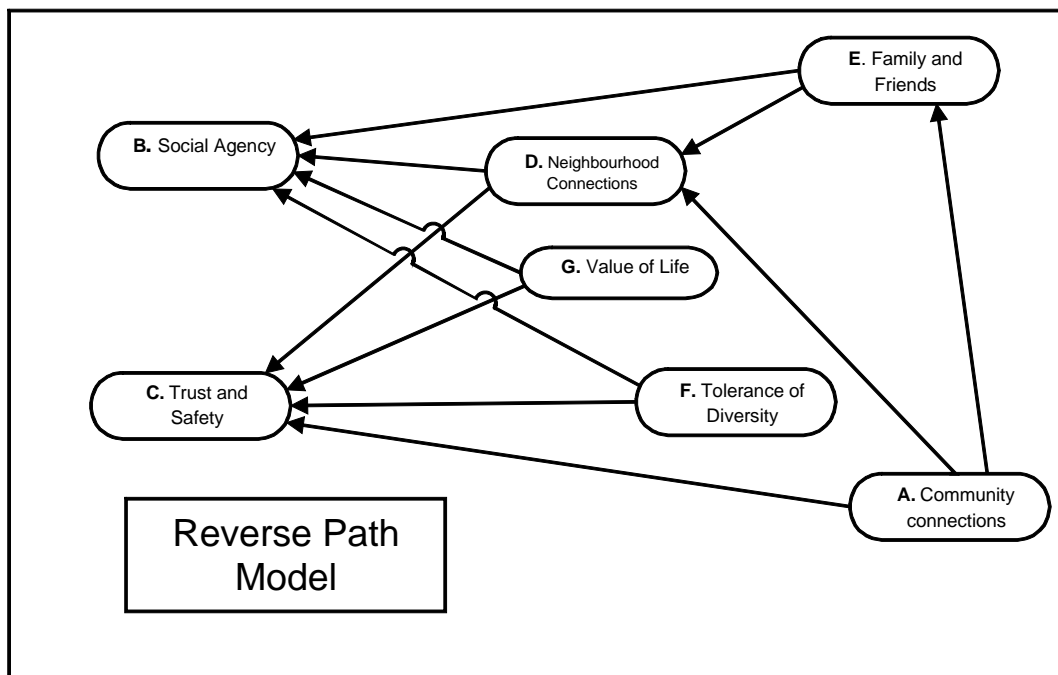 E. Family and
Friends
B. Social Agency
D. Neighbourhood
Connections
G. Value of Life
C. Trust and
Safety
F. Tolerance of
Diversity
A. Community
connections
Reverse Path
Model